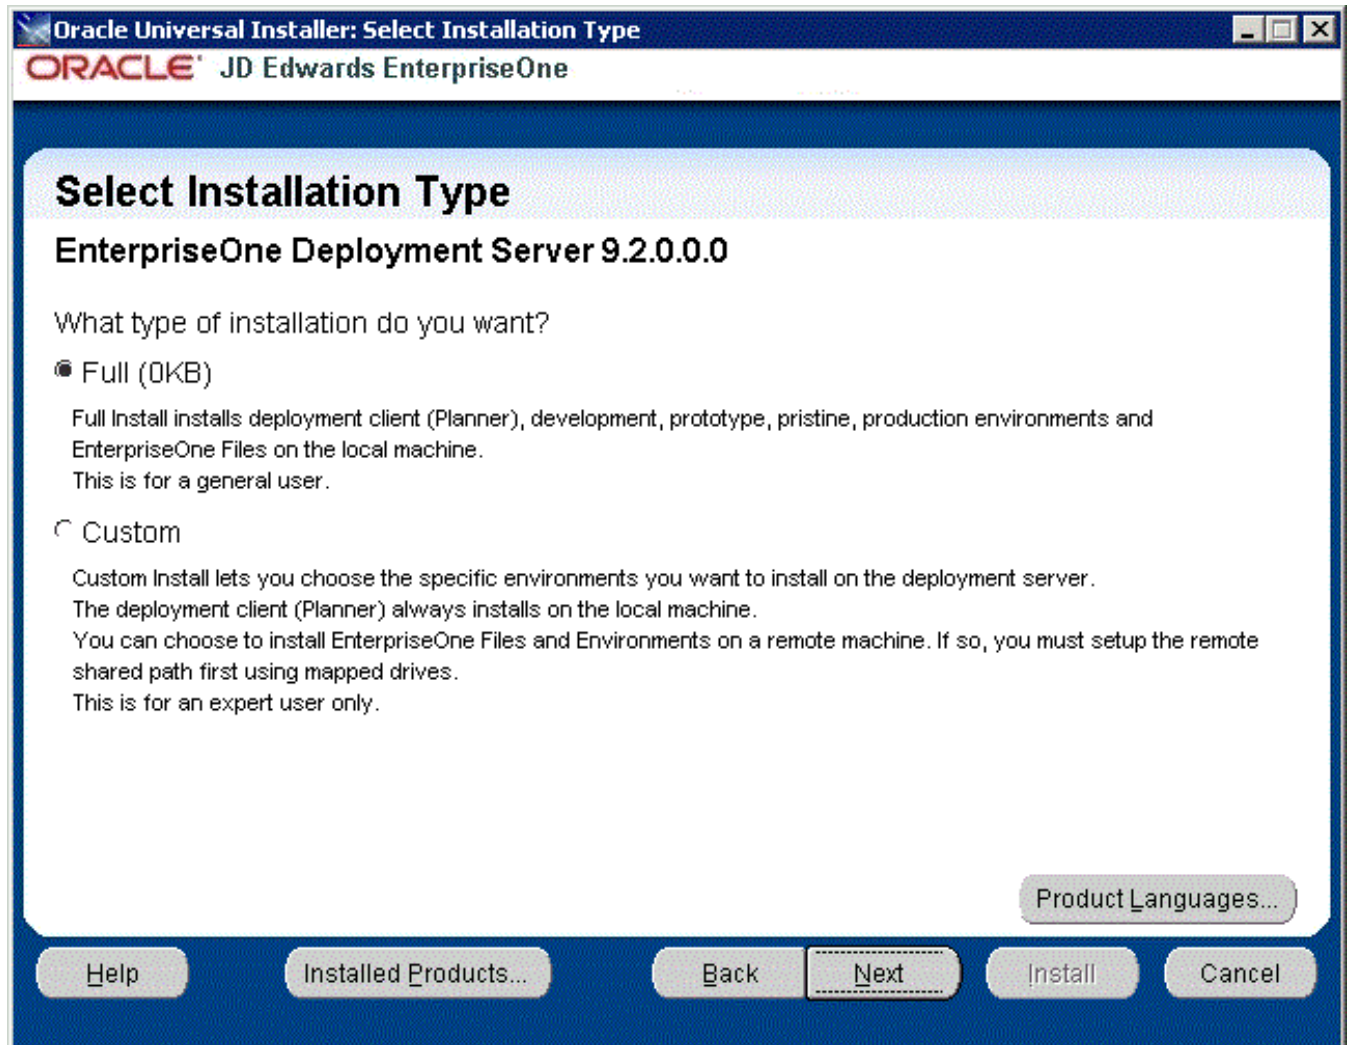 Oracle Universal Installer: Select Installation Type
ORACLE JD Edwards EnterpriseOne
Select Installation Type
EnterpriseOne Deployment Server 9.2.0.0.0
What type of installation do you want?
Full (0KB)
Full Install installs deployment client (Planner), development, prototype, pristine, production environments and
EnterpriseOne Files on the local machine.
This is for a general user.
Custom
Custom Install lets you choose the specific environments you want to install on the deployment server.
The deployment client (Planner) always installs on the local machine.
You can choose to install EnterpriseOne Files and Environments on a remote machine. If so, you must setup the remote
shared path first using mapped drives.
This is for an expert user only.
Product Languages...
Help Installed Products... Back Next Install Cancel